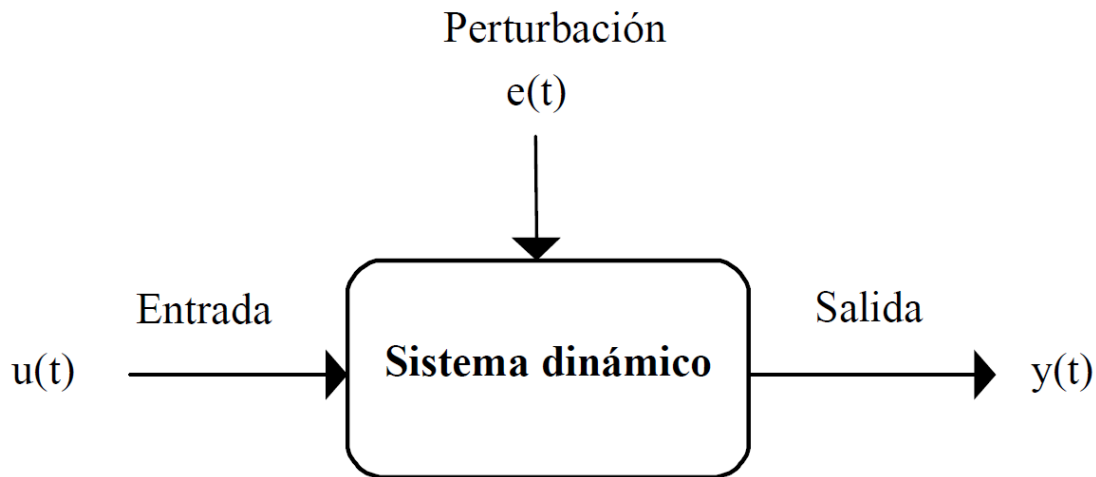 Perturbación
e(t)
Entrada
Salida
u(t)
Sistema dinámico
y(t)